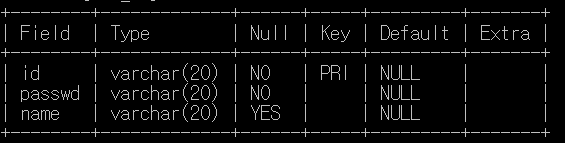 | Field | Type | Null | Key | Default | Extra |
| id | varchar(20) | NO | PRI | NULL | |
| passwd | varchar(20) | NO | | NULL | |
| name | varchar(20) | YES | | NULL | |